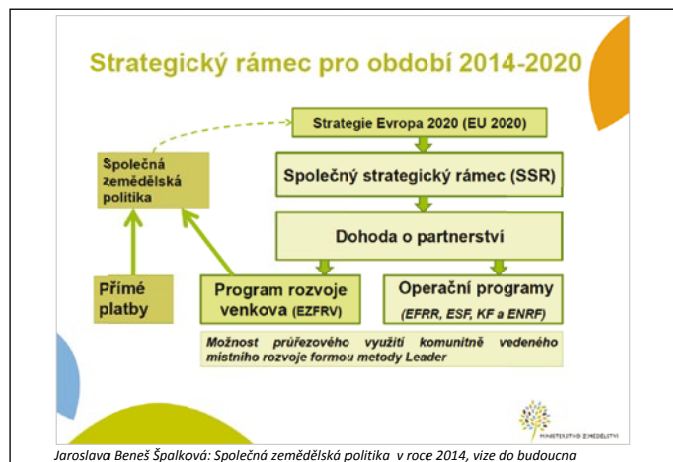 Strategický rámec pro období 2014-2020
Strategie Evropa 2020 (EU 2020)
Společná
zemědělská
politika
Společný strategický rámec (SSR)
Dohoda o partnerství
Přímé
platby
Program rozvoje
venkova (EZFRV)
Operační programy
(EFRR, ESF, KF a ENRF)
Možnost průřezového využití komunitně vedeného
místního rozvoje formou metody Leader
MINISTERSTVO ZEMĚDĚLSTVÍ
Jaroslava Beneš Špalková: Společná zemědělská politika v roce 2014, vize do budoucna